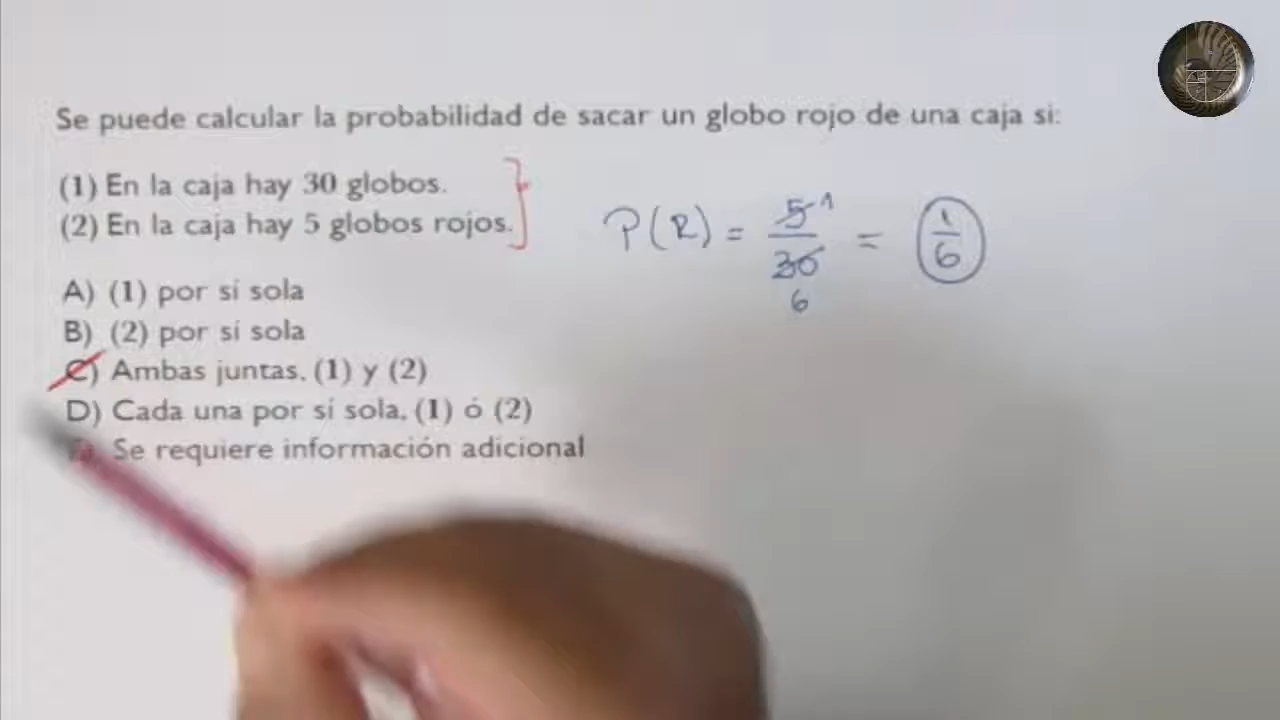 Se puede calcular la probabilidad de sacar un globo rojo de una caja si:
(1) En la caja hay 30 globos.
(2) En la caja hay 5 globos rojos.
P(R) = 5 1 / 30 6 = 1/6
A) (1) por sí sola
B) (2) por sí sola
C) Ambas juntas, (1) y (2)
D) Cada una por sí sola, (1) ó (2)
Se requiere información adicional